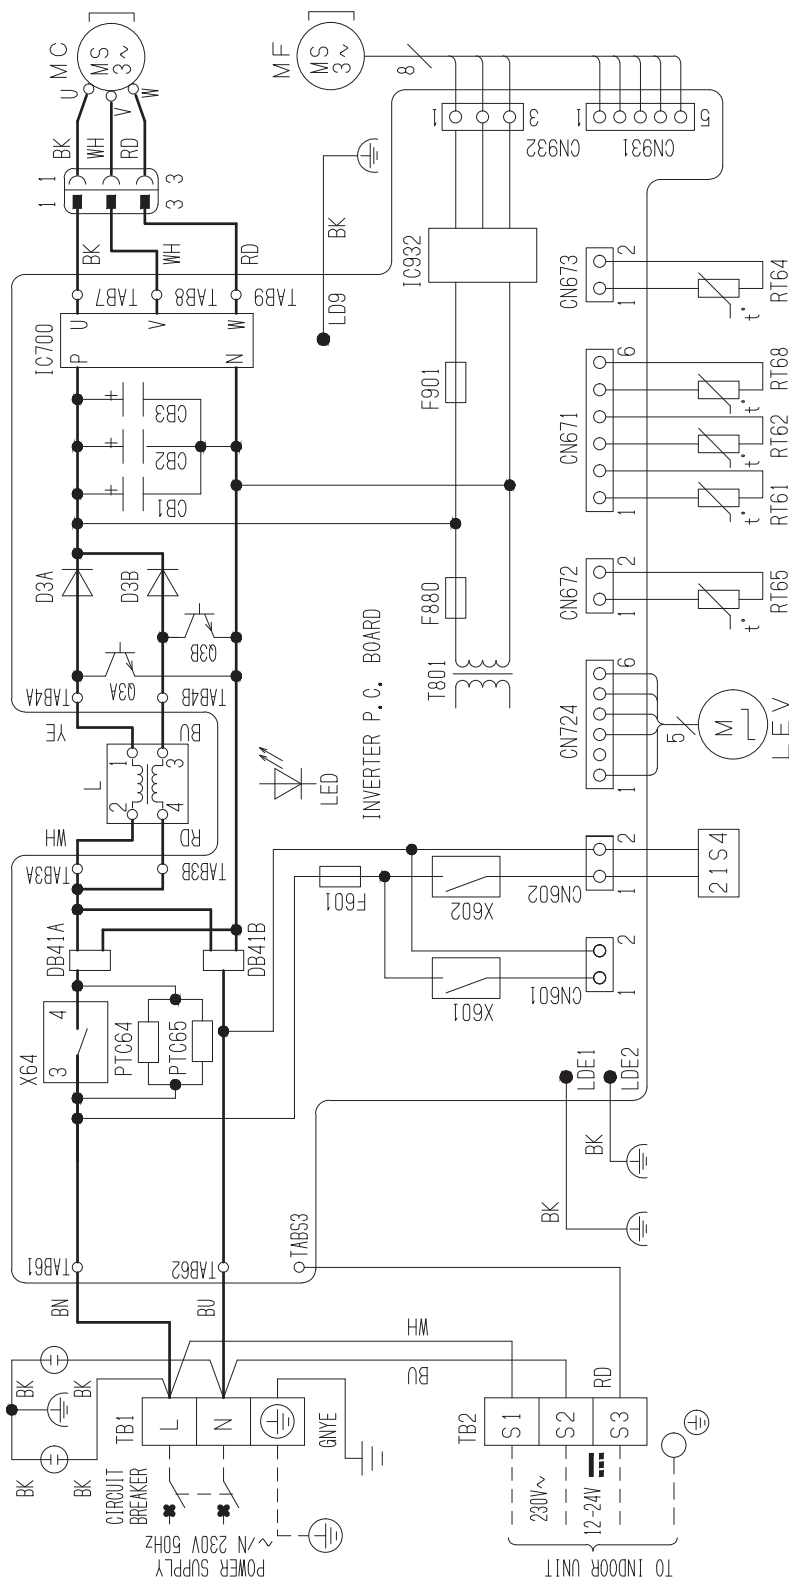 POWER SUPPLY
~/N 230V 50Hz
CIRCUIT
BREAKER
TB1
L
N
GNYE
BK
BK
BK
BK
BN
BU
TAB61
TAB62
TABS3
WH
BU
RD
TB2
S1
S2
S3
230V~
12-24V
TO INDOOR UNIT
X64
3
4
PTC64
PTC65
DB41A
DB41B
TAB3A
TAB3B
WH
RD
L
2
1
4
3
YE
BU
TAB4A
TAB4B
D3A
D3B
Q3A
Q3B
CB1
CB2
CB3
+
+
+
IC700
P
U
V
N
W
TAB7
TAB8
TAB9
BK
WH
RD
1
1
3
3
BK
WH
RD
U
V
W
MC
MS
3~
MF
MS
3~
8
LD9
BK
LED
INVERTER P.C. BOARD
T801
F880
F901
IC932
1
3
CN932
1
5
CN931
F601
X601
X602
CN601
1
2
CN602
1
2
21S4
LDE1
LDE2
BK
BK
CN724
1
6
5
M
LEV
CN672
1
2
t°
RT65
CN671
1
6
t°
RT61
t°
RT62
t°
RT68
CN673
1
2
t°
RT64